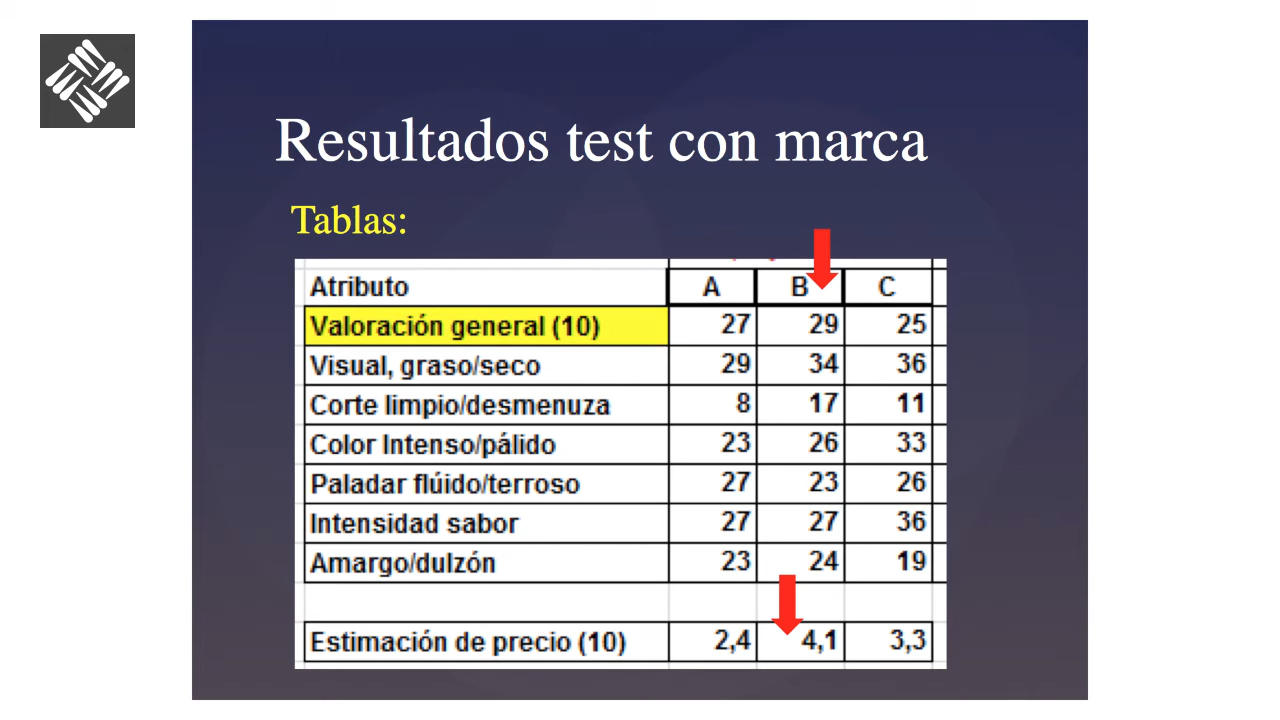 Resultados test con marca
Tablas:
Atributo A B C
Valoración general (10) 27 29 25
Visual, graso/seco 29 34 36
Corte limpio/desmenuza 8 17 11
Color Intenso/pálido 23 26 33
Paladar flúido/terroso 27 23 26
Intensidad sabor 27 27 36
Amargo/dulzón 23 24 19
Estimación de precio (10) 2,4 4,1 3,3